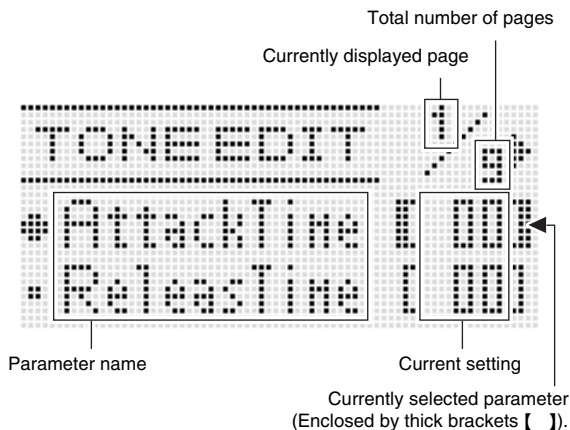 Total number of pages
Currently displayed page
TONE EDIT 1/9
AttackTime【 00】
ReleasTime [ 00]
Parameter name
Current setting
Currently selected parameter
(Enclosed by thick brackets【 】).